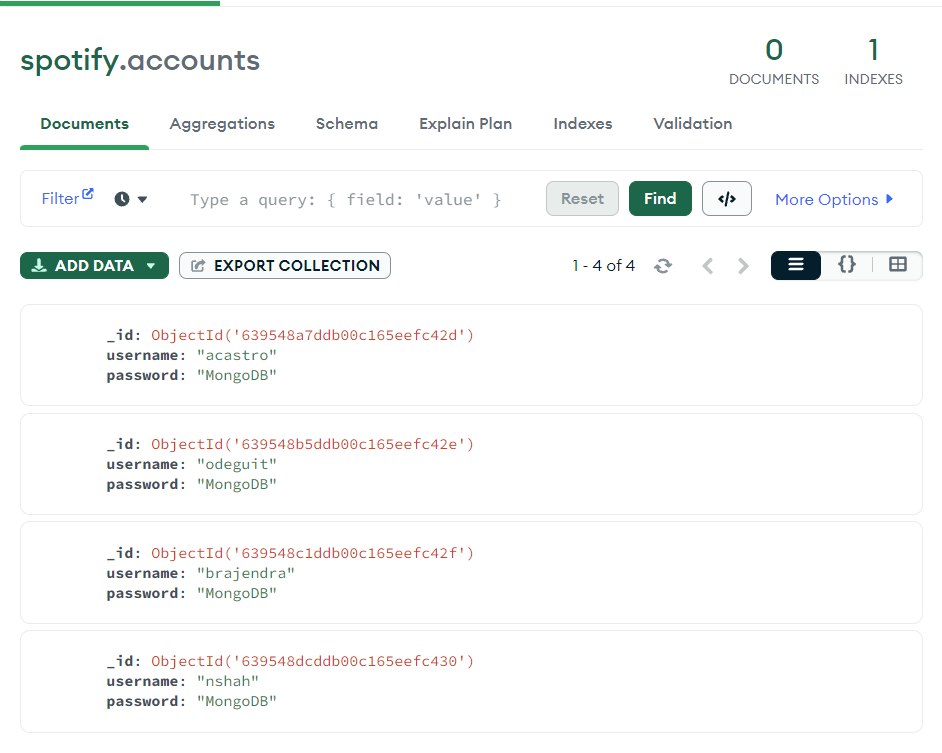 spotify.accounts
0
DOCUMENTS
1
INDEXES
Documents Aggregations Schema Explain Plan Indexes Validation
Filter Type a query: { field: 'value' } Reset Find </> More Options
ADD DATA EXPORT COLLECTION 1 - 4 of 4 {}
_id: ObjectId('639548a7ddb00c165eefc42d')
username: "acastro"
password: "MongoDB"
_id: ObjectId('639548b5ddb00c165eefc42e')
username: "odeguit"
password: "MongoDB"
_id: ObjectId('639548c1ddb00c165eefc42f')
username: "brajendra"
password: "MongoDB"
_id: ObjectId('639548dcddb00c165eefc430')
username: "nshah"
password: "MongoDB"